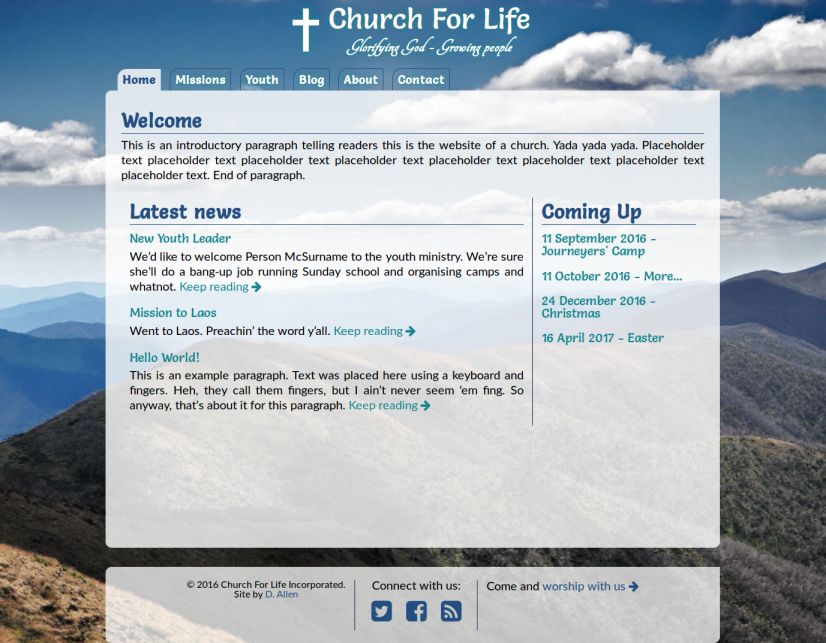 Church For Life
Glorifying God - Growing people
Home Missions Youth Blog About Contact
Welcome
This is an introductory paragraph telling readers this is the website of a church. Yada yada yada. Placeholder
text placeholder text placeholder text placeholder text placeholder text placeholder text placeholder text
placeholder text. End of paragraph.
Latest news
New Youth Leader
We'd like to welcome Person McSurname to the youth ministry. We're sure
she'll do a bang-up job running Sunday school and organising camps and
whatnot. Keep reading
Mission to Laos
Went to Laos. Preachin' the word y'all. Keep reading
Hello World!
This is an example paragraph. Text was placed here using a keyboard and
fingers. Heh, they call them fingers, but I ain't never seem 'em fing. So
anyway, that's about it for this paragraph. Keep reading
Coming Up
11 September 2016 -
Journeyers' Camp
11 October 2016 - More...
24 December 2016 -
Christmas
16 April 2017 - Easter
© 2016 Church For Life Incorporated.
Site by D. Allen
Connect with us:
Come and worship with us